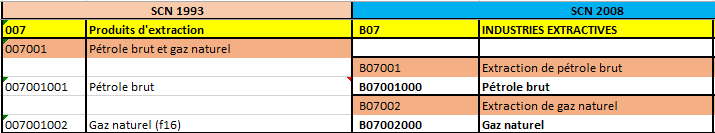 SCN 1993 SCN 2008
007 Produits d'extraction B07 INDUSTRIES EXTRACTIVES
007001 Pétrole brut et gaz naturel
B07001 Extraction de pétrole brut
007001001 Pétrole brut B07001000 Pétrole brut
B07002 Extraction de gaz naturel
007001002 Gaz naturel (f16) B07002000 Gaz naturel